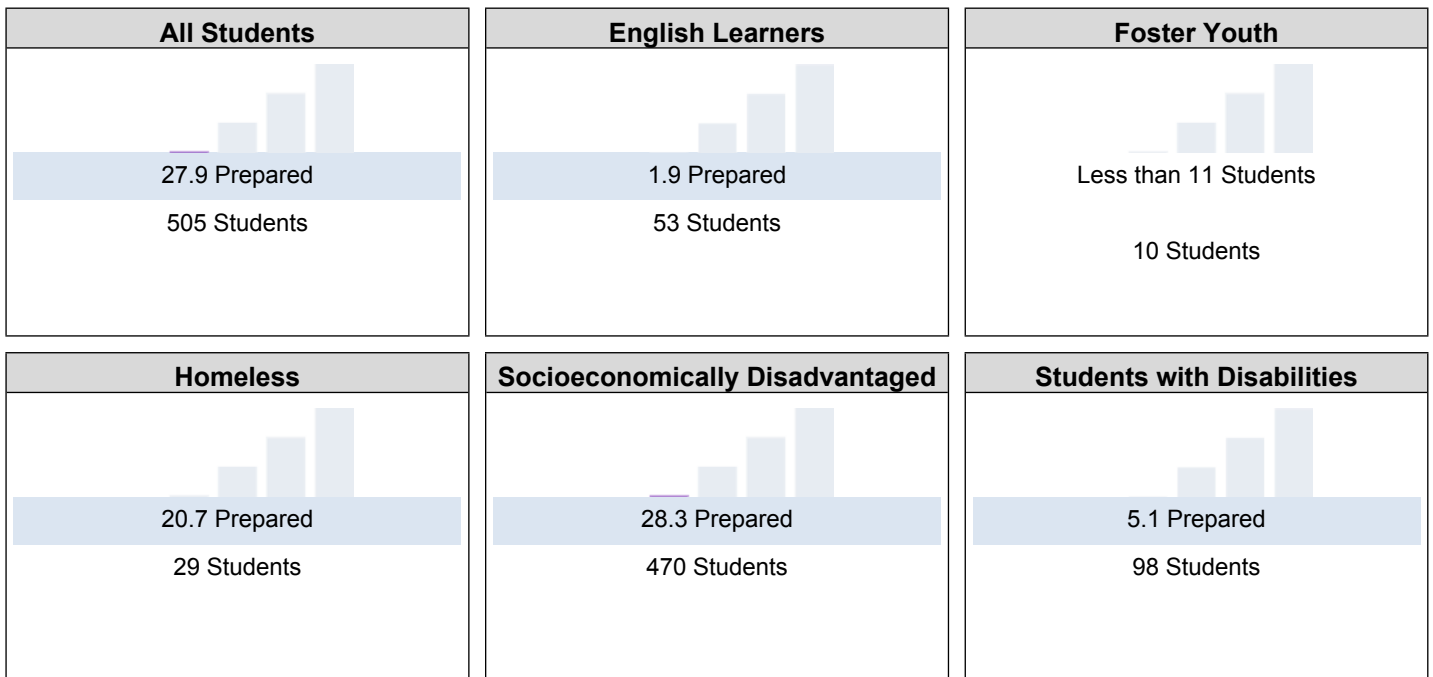 All Students
27.9 Prepared
505 Students
English Learners
1.9 Prepared
53 Students
Foster Youth
Less than 11 Students
10 Students
Homeless
20.7 Prepared
29 Students
Socioeconomically Disadvantaged
28.3 Prepared
470 Students
Students with Disabilities
5.1 Prepared
98 Students